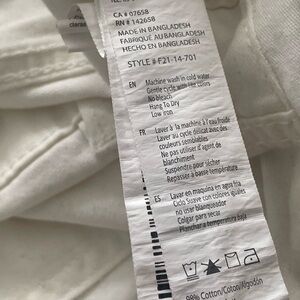 CA # 07658
RN # 142658
MADE IN BANGLADESH
FABRIQUÉ AU BANGLADESH
HECHO EN BANGLADESH
STYLE # F21-14-701
EN Machine wash in cold water
Gentle cycle with like colors
No bleach
Hang To Dry
Low iron
FR Laver à la machine à l'eau froide
Au cycle délicat avec des
couleurs semblables
Ne pas utiliser d'agent de
blanchiment
Suspendre pour sécher
Repasser à basse température
ES Lavar en maquina en agua fria
Ciclo Suave con colores iguales
no usar blanqueador
Colgar para secar
Planchar a temperatura baja
98% Cotton/Coton/Algodón